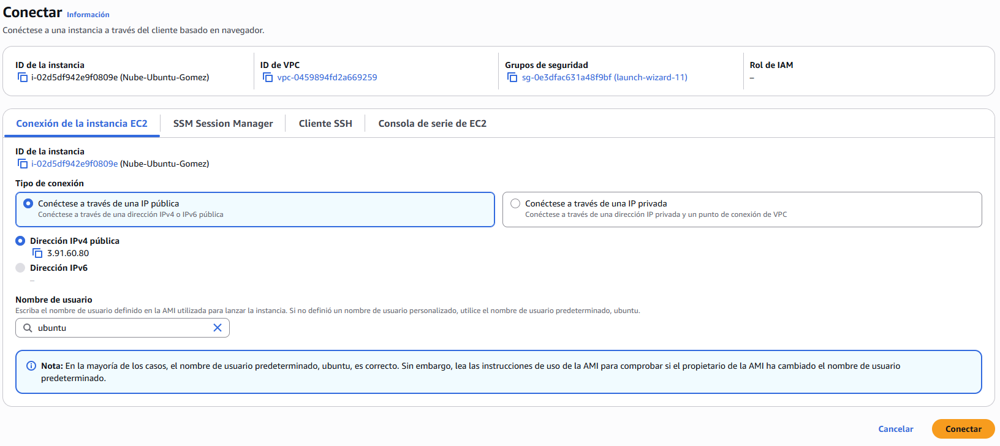 Conectar Información
Conéctese a una instancia a través del cliente basado en navegador.
ID de la instancia
i-02d5df942e9f0809e (Nube-Ubuntu-Gomez)
ID de VPC
vpc-0459894fd2a669259
Grupos de seguridad
sg-0e3dfac631a48f9bf (launch-wizard-11)
Rol de IAM
–
Conexión de la instancia EC2
SSM Session Manager
Cliente SSH
Consola de serie de EC2
ID de la instancia
i-02d5df942e9f0809e (Nube-Ubuntu-Gomez)
Tipo de conexión
Conéctese a través de una IP pública
Conéctese a través de una dirección IPv4 o IPv6 pública
Conéctese a través de una IP privada
Conéctese a través de una dirección IP privada y un punto de conexión de VPC
Dirección IPv4 pública
3.91.60.80
Dirección IPv6
–
Nombre de usuario
Escriba el nombre de usuario definido en la AMI utilizada para lanzar la instancia. Si no definió un nombre de usuario personalizado, utilice el nombre de usuario predeterminado, ubuntu.
ubuntu
Nota: En la mayoría de los casos, el nombre de usuario predeterminado, ubuntu, es correcto. Sin embargo, lea las instrucciones de uso de la AMI para comprobar si el propietario de la AMI ha cambiado el nombre de usuario
predeterminado.
Cancelar
Conectar